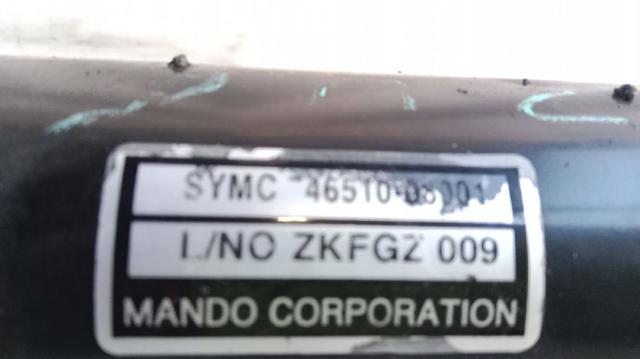 SYMC 46510-08001
L/NO ZKFGZ 009
MANDO CORPORATION